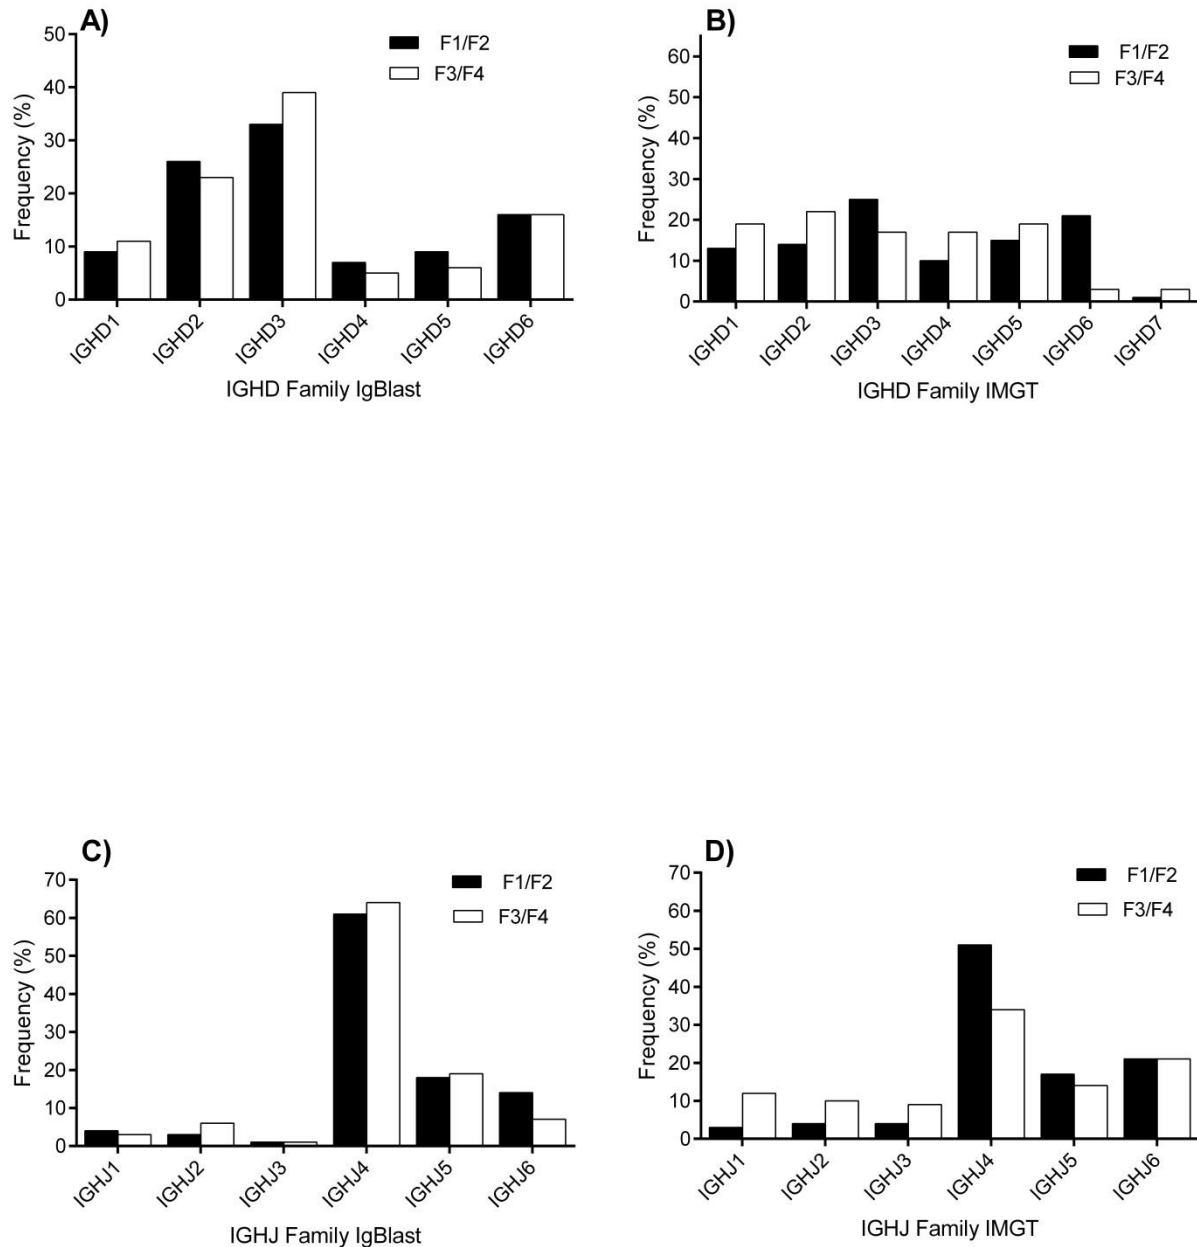 A)
F1/F2
F3/F4
Frequency (%)
50
40
30
20
10
0
IGHD1 IGHD2 IGHD3 IGHD4 IGHD5 IGHD6
IGHD Family IgBlast
B)
F1/F2
F3/F4
Frequency (%)
60
50
40
30
20
10
0
IGHD1 IGHD2 IGHD3 IGHD4 IGHD5 IGHD6 IGHD7
IGHD Family IMGT
C)
F1/F2
F3/F4
Frequency (%)
70
60
50
40
30
20
10
0
IGHJ1 IGHJ2 IGHJ3 IGHJ4 IGHJ5 IGHJ6
IGHJ Family IgBlast
D)
F1/F2
F3/F4
Frequency (%)
70
60
50
40
30
20
10
0
IGHJ1 IGHJ2 IGHJ3 IGHJ4 IGHJ5 IGHJ6
IGHJ Family IMGT